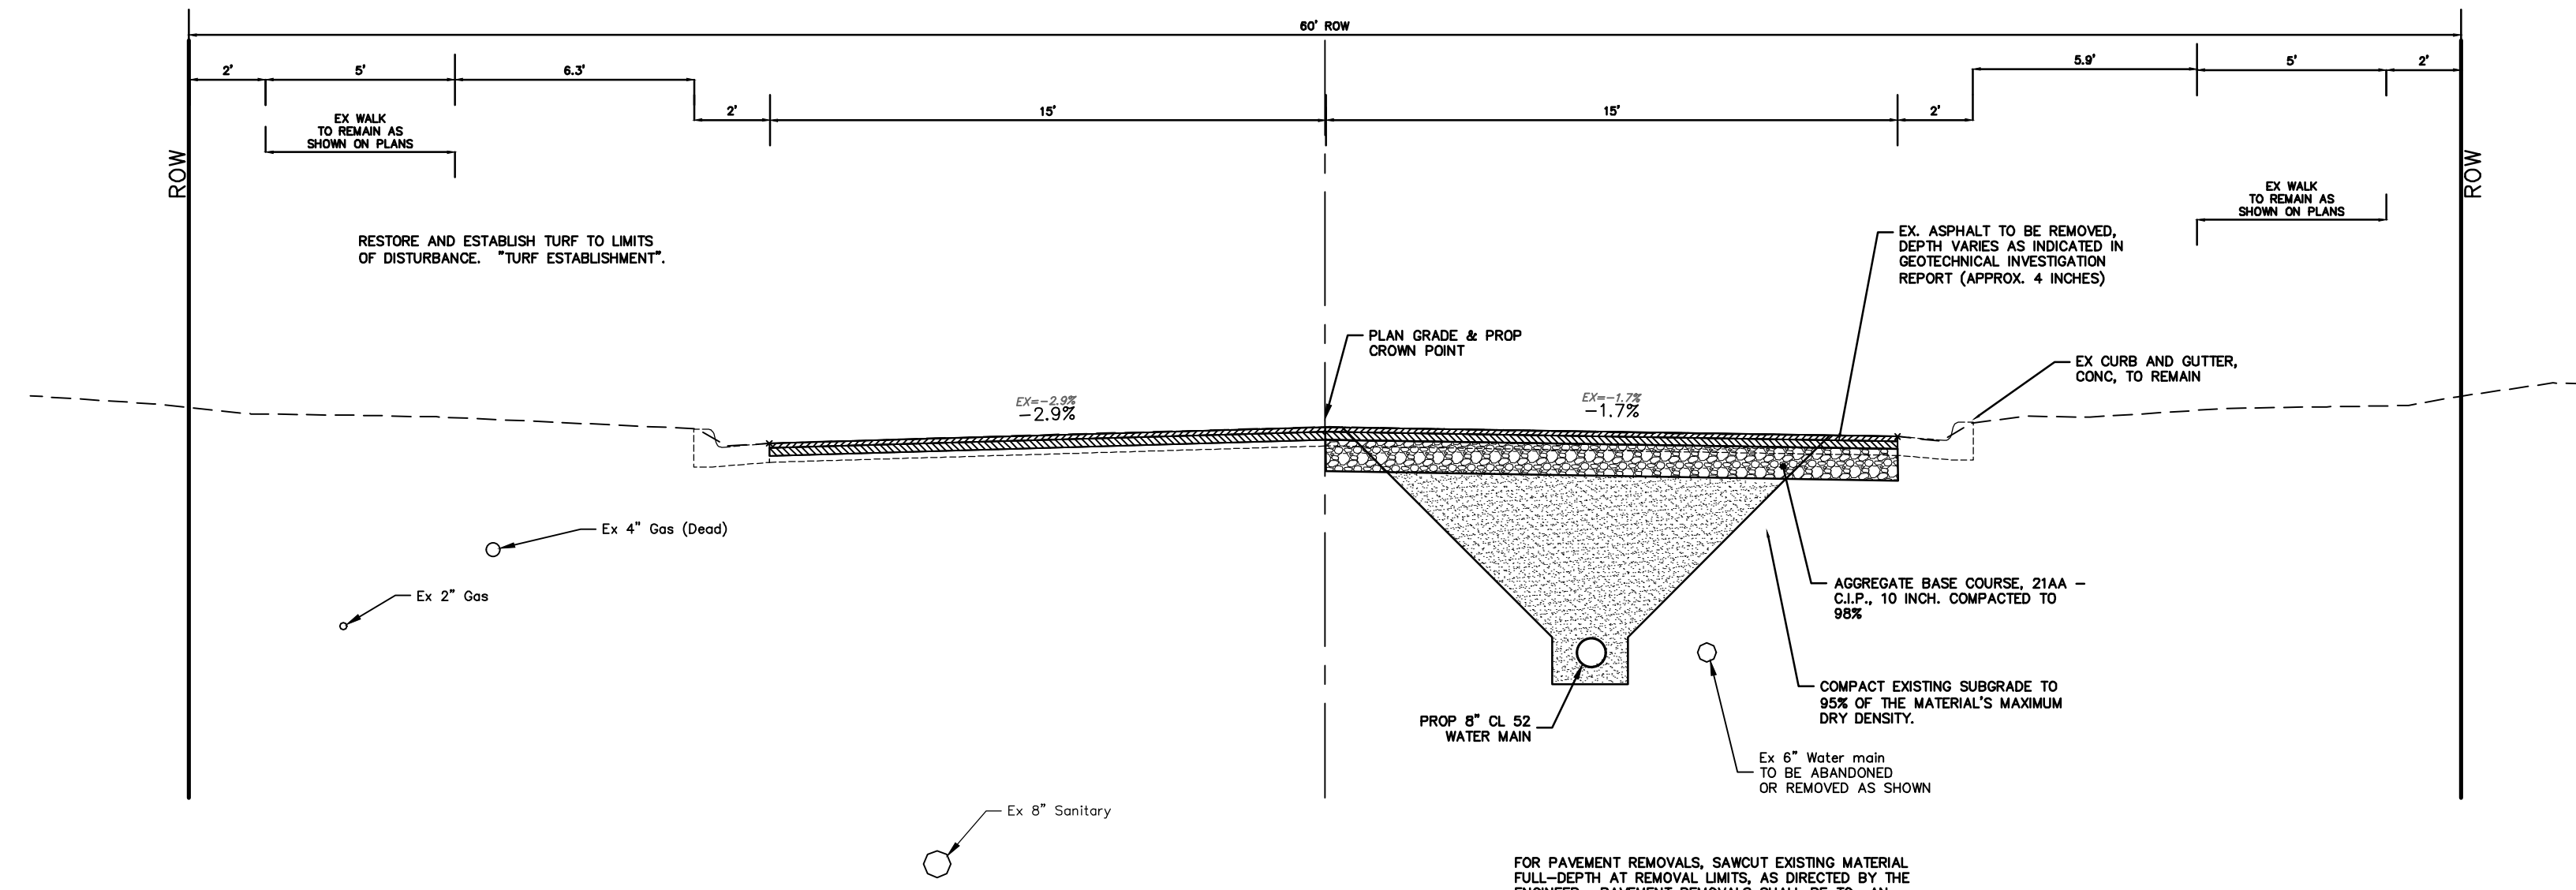 60' ROW
2'
5'
6.3'
5.9'
5'
2'
2'
15'
15'
2'
EX WALK
TO REMAIN AS
SHOWN ON PLANS
ROW
ROW
EX WALK
TO REMAIN AS
SHOWN ON PLANS
RESTORE AND ESTABLISH TURF TO LIMITS
OF DISTURBANCE. "TURF ESTABLISHMENT".
EX. ASPHALT TO BE REMOVED,
DEPTH VARIES AS INDICATED IN
GEOTECHNICAL INVESTIGATION
REPORT (APPROX. 4 INCHES)
PLAN GRADE & PROP
CROWN POINT
EX CURB AND GUTTER,
CONC, TO REMAIN
EX=-2.9%
-2.9%
EX=-1.7%
-1.7%
Ex 4" Gas (Dead)
Ex 2" Gas
AGGREGATE BASE COURSE, 21AA -
C.I.P., 10 INCH. COMPACTED TO
98%
COMPACT EXISTING SUBGRADE TO
95% OF THE MATERIAL'S MAXIMUM
DRY DENSITY.
PROP 8" CL 52
WATER MAIN
Ex 6" Water main
TO BE ABANDONED
OR REMOVED AS SHOWN
Ex 8" Sanitary
FOR PAVEMENT REMOVALS, SAWCUT EXISTING MATERIAL
FULL-DEPTH AT REMOVAL LIMITS, AS DIRECTED BY THE